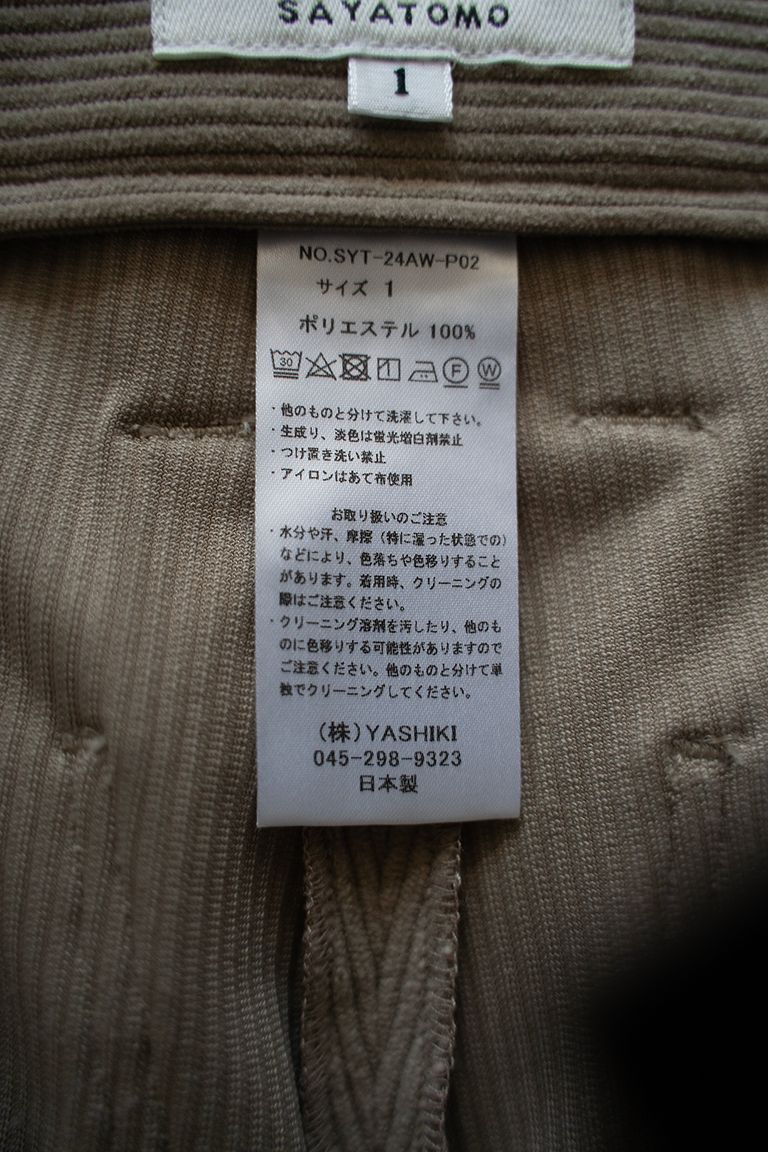 SAYATOMO
1
NO.SYT-24AW-P02
サイズ 1
ポリエステル 100%
30 F W
・他のものと分けて洗濯して下さい。
・生成り、淡色は蛍光増白剤禁止
・つけ置き洗い禁止
・アイロンはあて布使用
お取り扱いのご注意
・水分や汗、摩擦（特に湿った状態での）
などにより、色落ちや色移りすること
があります。着用時、クリーニングの
際はご注意ください。
・クリーニング溶剤を汚したり、他のも
のに色移りする可能性がありますので
ご注意ください。他のものと分けて単
独でクリーニングしてください。
（株）YASHIKI
045-298-9323
日本製